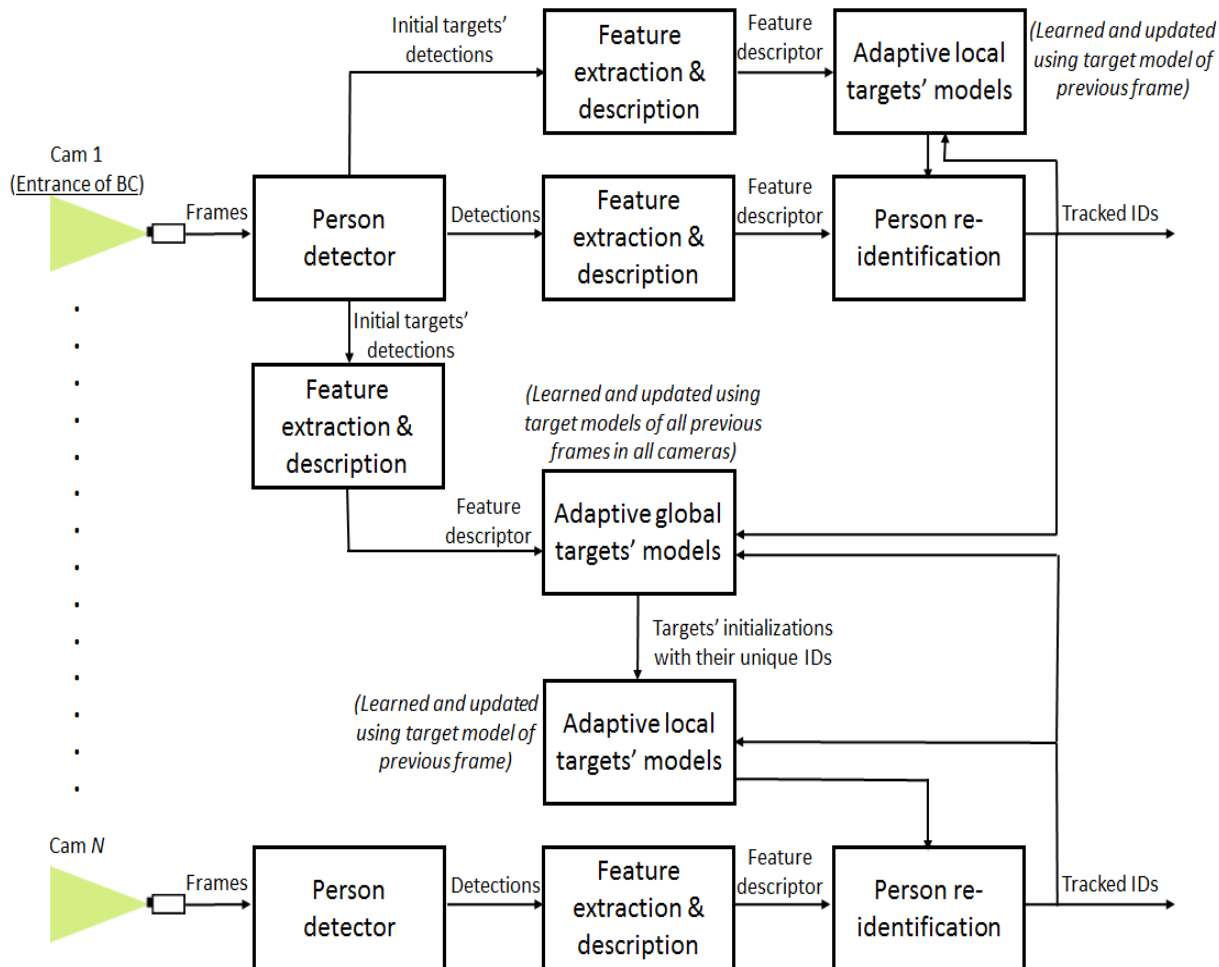 Initial targets'
detections
Feature
extraction &
description
Feature
descriptor
Adaptive local
targets' models
(Learned and updated
using target model of
previous frame)
Cam 1
(Entrance of BC)
Frames
Person
detector
Detections
Feature
extraction &
description
Feature
descriptor
Person re-
identification
Tracked IDs
Initial targets'
detections
Feature
extraction &
description
(Learned and updated using
target models of all previous
frames in all cameras)
Feature
descriptor
Adaptive global
targets' models
Targets' initializations
with their unique IDs
(Learned and updated
using target model of
previous frame)
Adaptive local
targets' models
Cam N
Frames
Person
detector
Detections
Feature
extraction &
description
Feature
descriptor
Person re-
identification
Tracked IDs